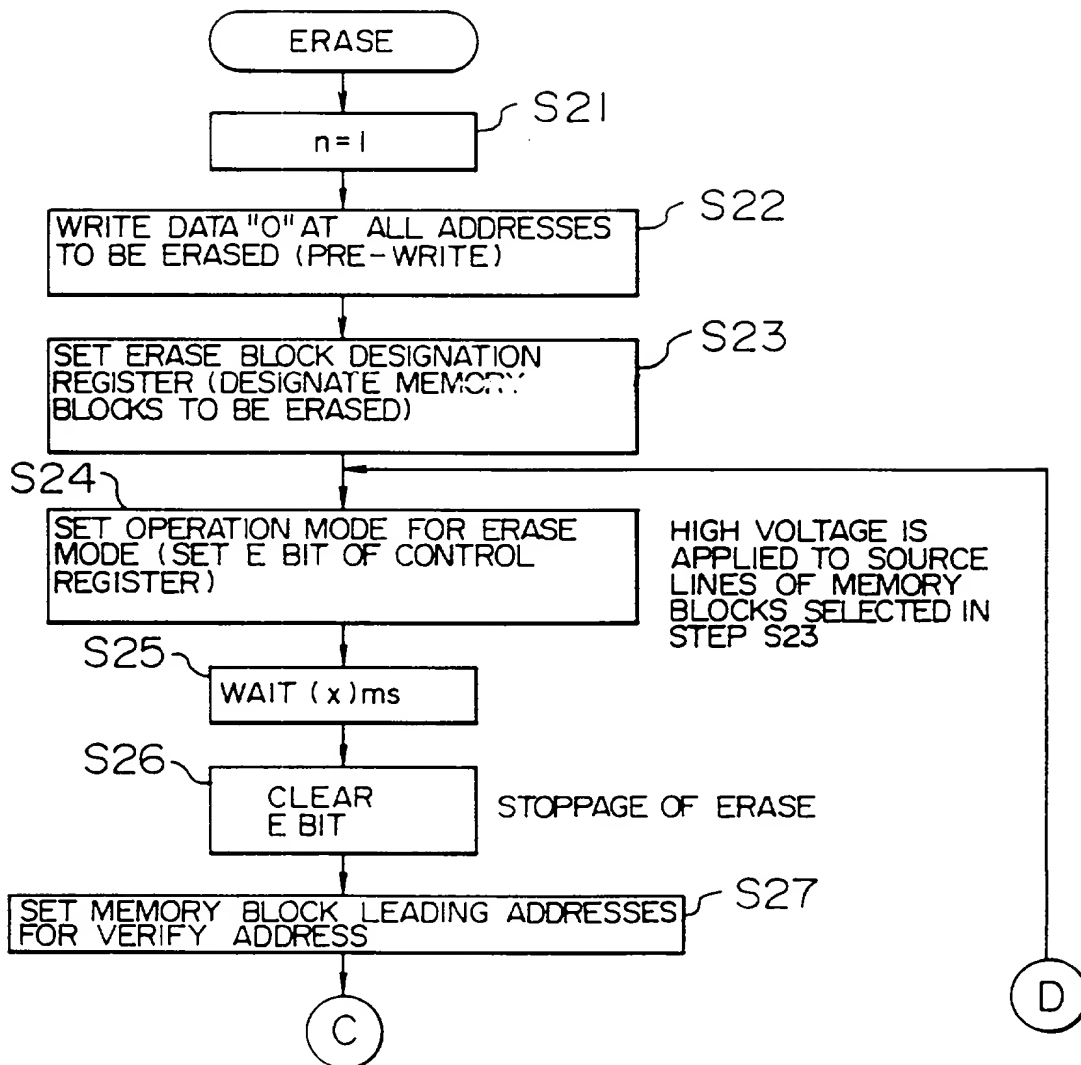 ERASE
S21
n=1
S22
WRITE DATA "0" AT ALL ADDRESSES
TO BE ERASED (PRE-WRITE)
S23
SET ERASE BLOCK DESIGNATION
REGISTER (DESIGNATE MEMORY
BLOCKS TO BE ERASED)
S24
SET OPERATION MODE FOR ERASE
MODE (SET E BIT OF CONTROL
REGISTER)
HIGH VOLTAGE IS
APPLIED TO SOURCE
LINES OF MEMORY
BLOCKS SELECTED IN
STEP S23
S25
WAIT (x)ms
S26
CLEAR
E BIT
STOPPAGE OF ERASE
S27
SET MEMORY BLOCK LEADING ADDRESSES
FOR VERIFY ADDRESS
C
D